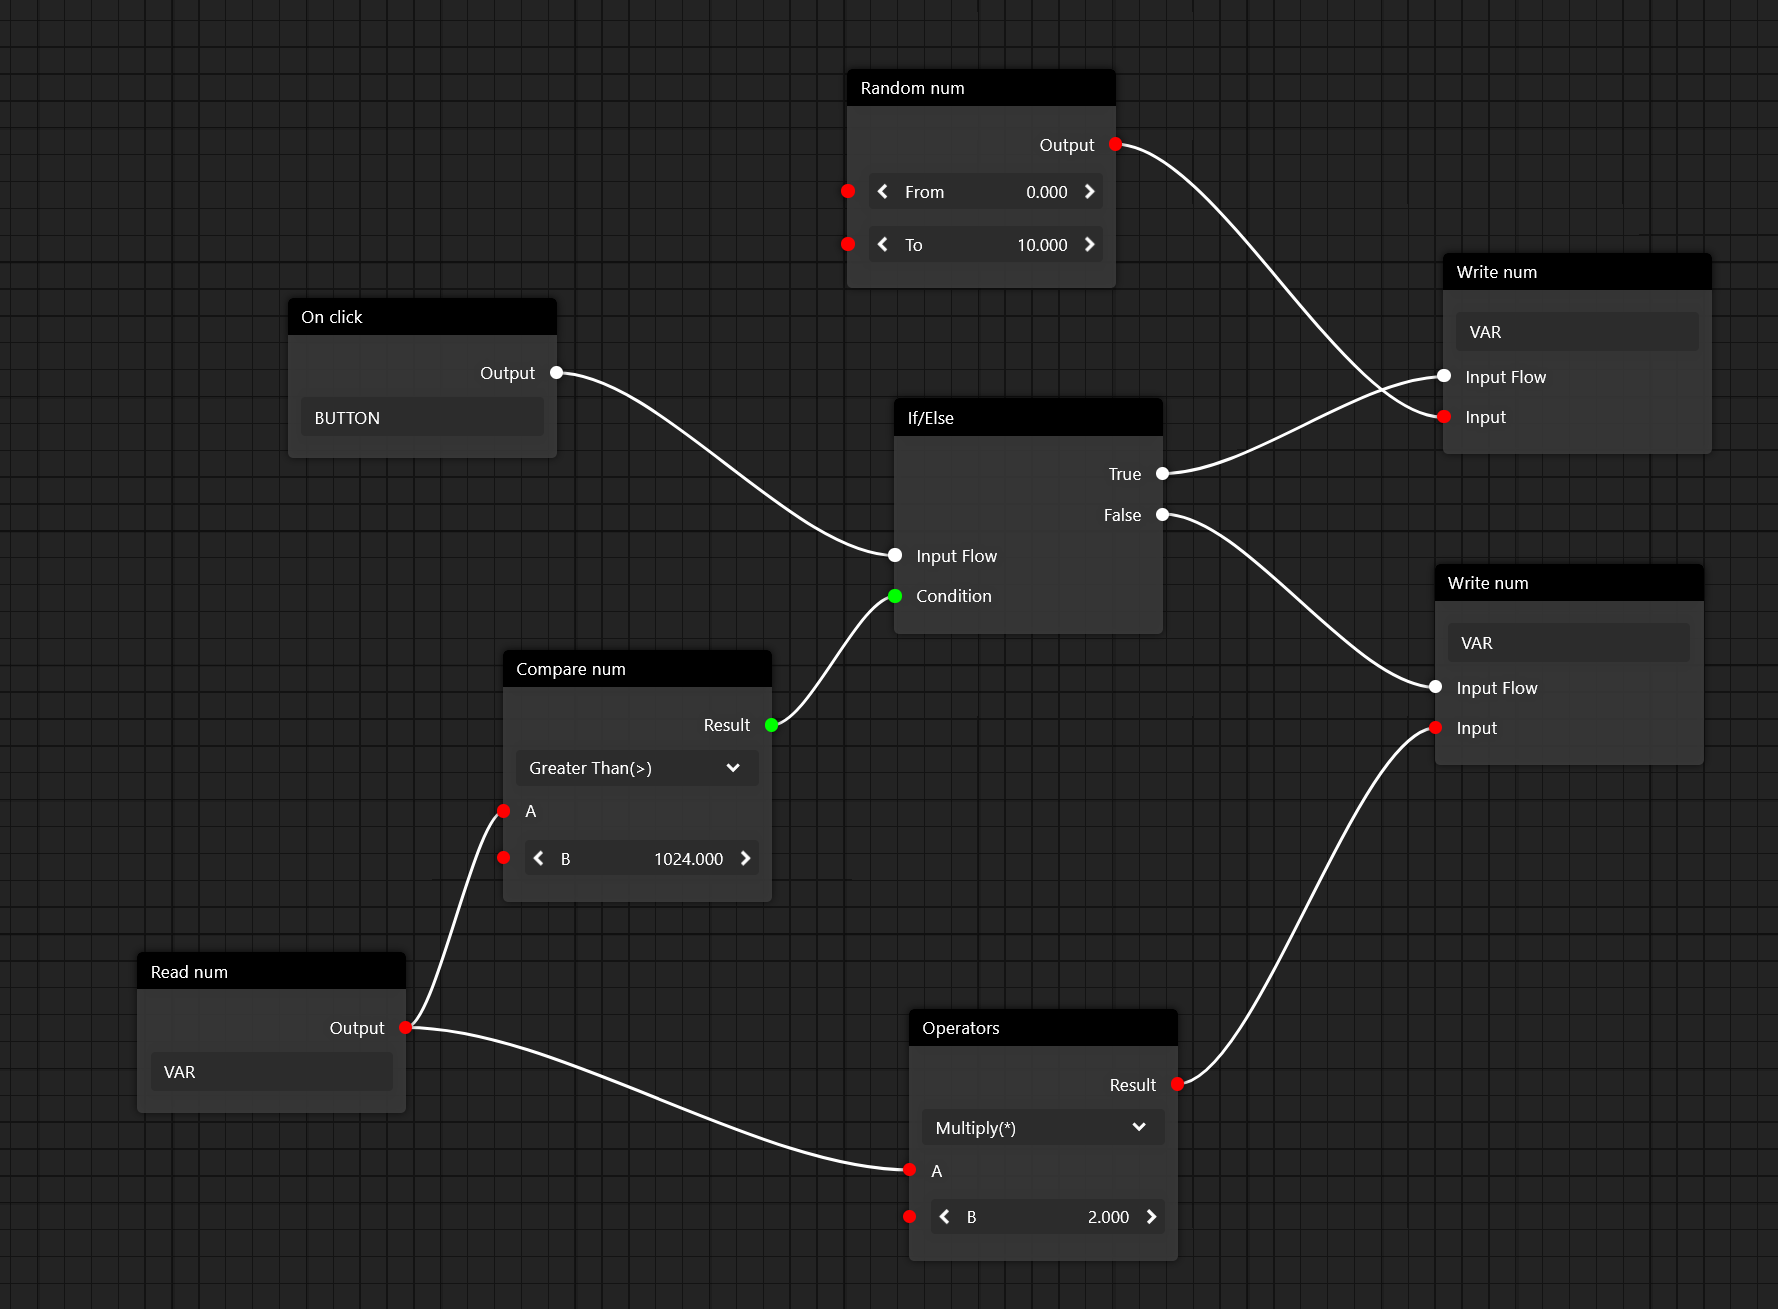 Random num
Output
From 0.000
To 10.000
On click
Output
BUTTON
If/Else
True
False
Input Flow
Condition
Write num
VAR
Input Flow
Input
Write num
VAR
Input Flow
Input
Compare num
Result
Greater Than(>)
A
B 1024.000
Read num
Output
VAR
Operators
Result
Multiply(*)
A
B 2.000